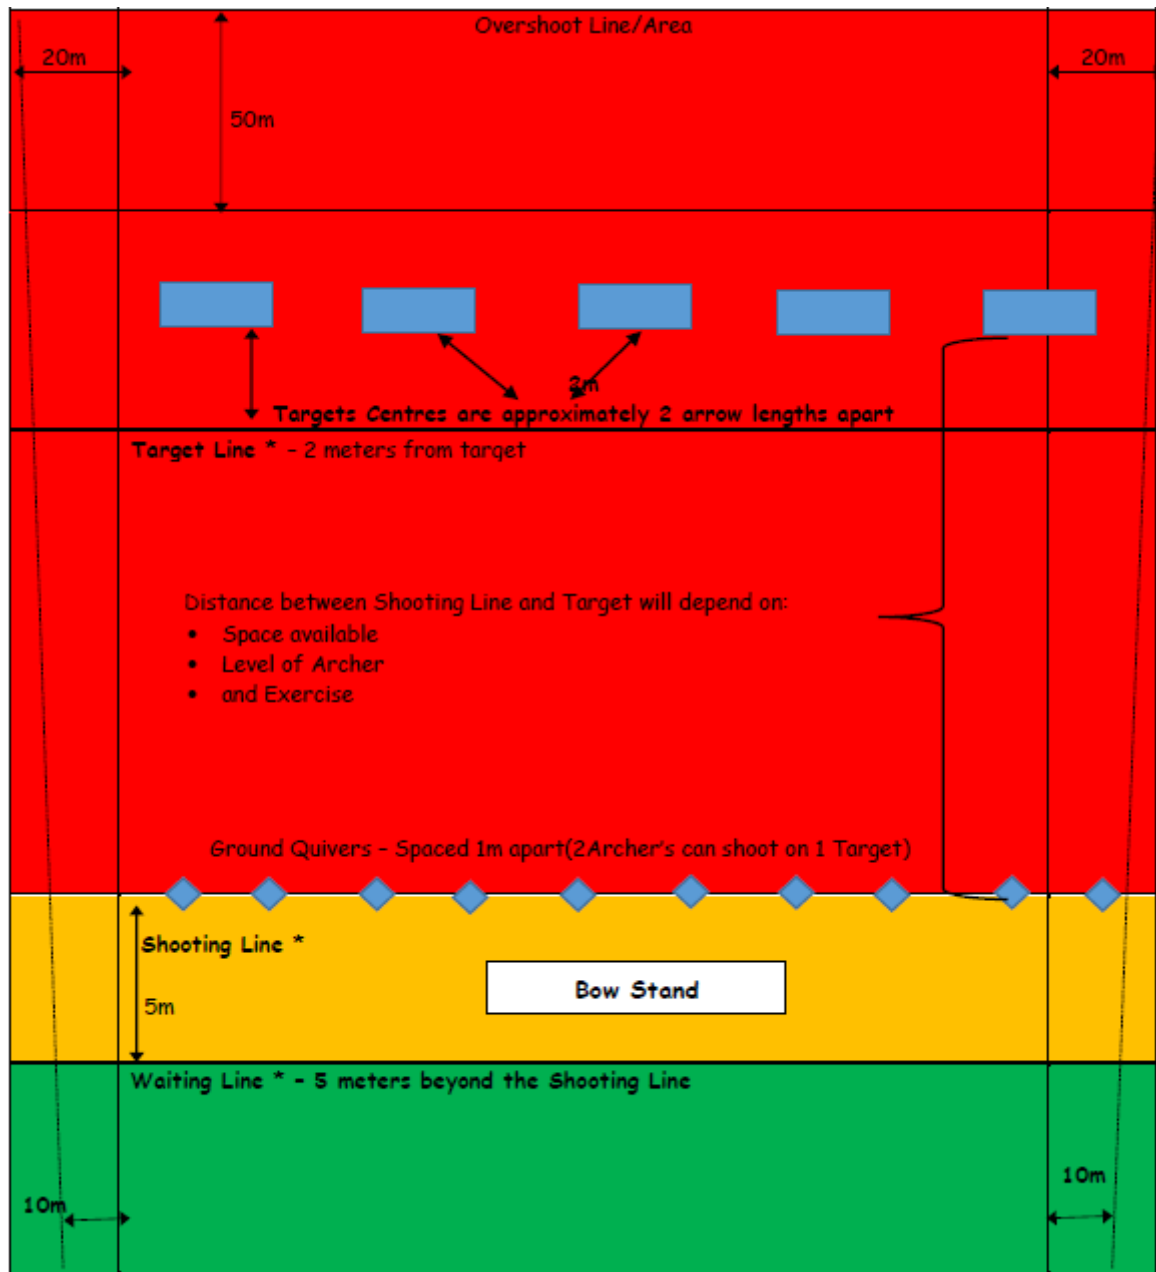 Overshoot Line/Area
20m
20m
50m
2m
Targets Centres are approximately 2 arrow lengths apart
Target Line * - 2 meters from target
Distance between Shooting Line and Target will depend on:
• Space available
• Level of Archer
• and Exercise
Ground Quivers - Spaced 1m apart(2Archer's can shoot on 1 Target)
Shooting Line *
Bow Stand
5m
Waiting Line * - 5 meters beyond the Shooting Line
10m
10m